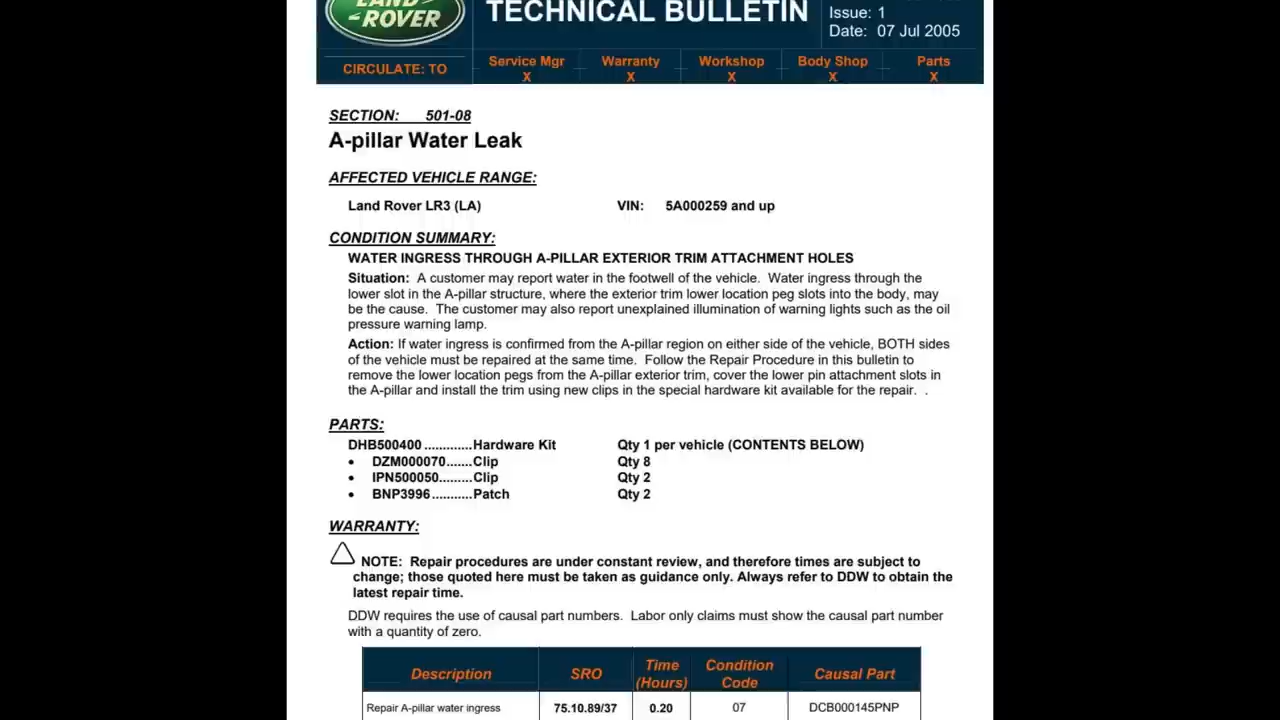 LAND
ROVER
TECHNICAL BULLETIN
Issue: 1
Date: 07 Jul 2005
CIRCULATE: TO
Service Mgr Warranty Workshop Body Shop Parts
X X X X X
SECTION: 501-08
A-pillar Water Leak
AFFECTED VEHICLE RANGE:
Land Rover LR3 (LA) VIN: 5A000259 and up
CONDITION SUMMARY:
WATER INGRESS THROUGH A-PILLAR EXTERIOR TRIM ATTACHMENT HOLES
Situation: A customer may report water in the footwell of the vehicle. Water ingress through the
lower slot in the A-pillar structure, where the exterior trim lower location peg slots into the body, may
be the cause. The customer may also report unexplained illumination of warning lights such as the oil
pressure warning lamp.
Action: If water ingress is confirmed from the A-pillar region on either side of the vehicle, BOTH sides
of the vehicle must be repaired at the same time. Follow the Repair Procedure in this bulletin to
remove the lower location pegs from the A-pillar exterior trim, cover the lower pin attachment slots in
the A-pillar and install the trim using new clips in the special hardware kit available for the repair. .
PARTS:
DHB500400 ............Hardware Kit Qty 1 per vehicle (CONTENTS BELOW)
• DZM000070.......Clip Qty 8
• IPN500050.........Clip Qty 2
• BNP3996...........Patch Qty 2
WARRANTY:
NOTE: Repair procedures are under constant review, and therefore times are subject to
change; those quoted here must be taken as guidance only. Always refer to DDW to obtain the
latest repair time.
DDW requires the use of causal part numbers. Labor only claims must show the causal part number
with a quantity of zero.
Description SRO Time (Hours) Condition Code Causal Part
Repair A-pillar water ingress 75.10.89/37 0.20 07 DCB000145PNP